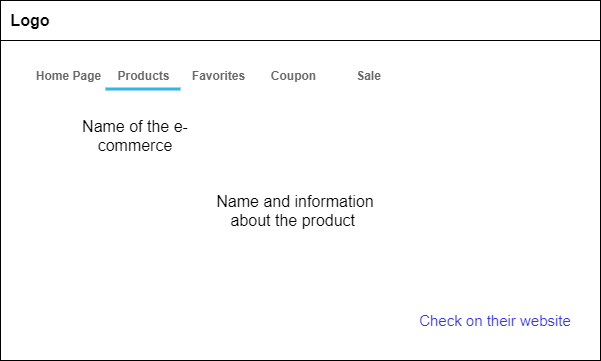 Logo
Home Page Products Favorites Coupon Sale
Name of the e-
commerce
Name and information
about the product
Check on their website